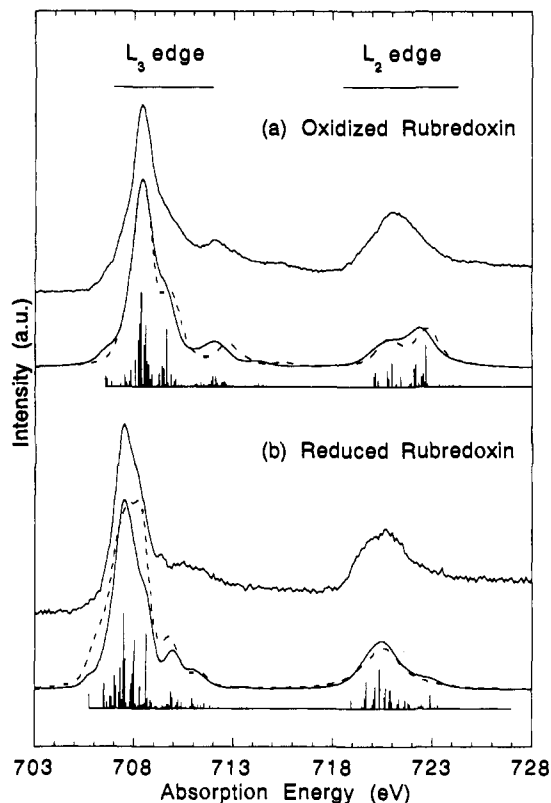 L3 edge
L2 edge
(a) Oxidized Rubredoxin
(b) Reduced Rubredoxin
Intensity (a.u.)
703
708
713
718
723
728
Absorption Energy (eV)